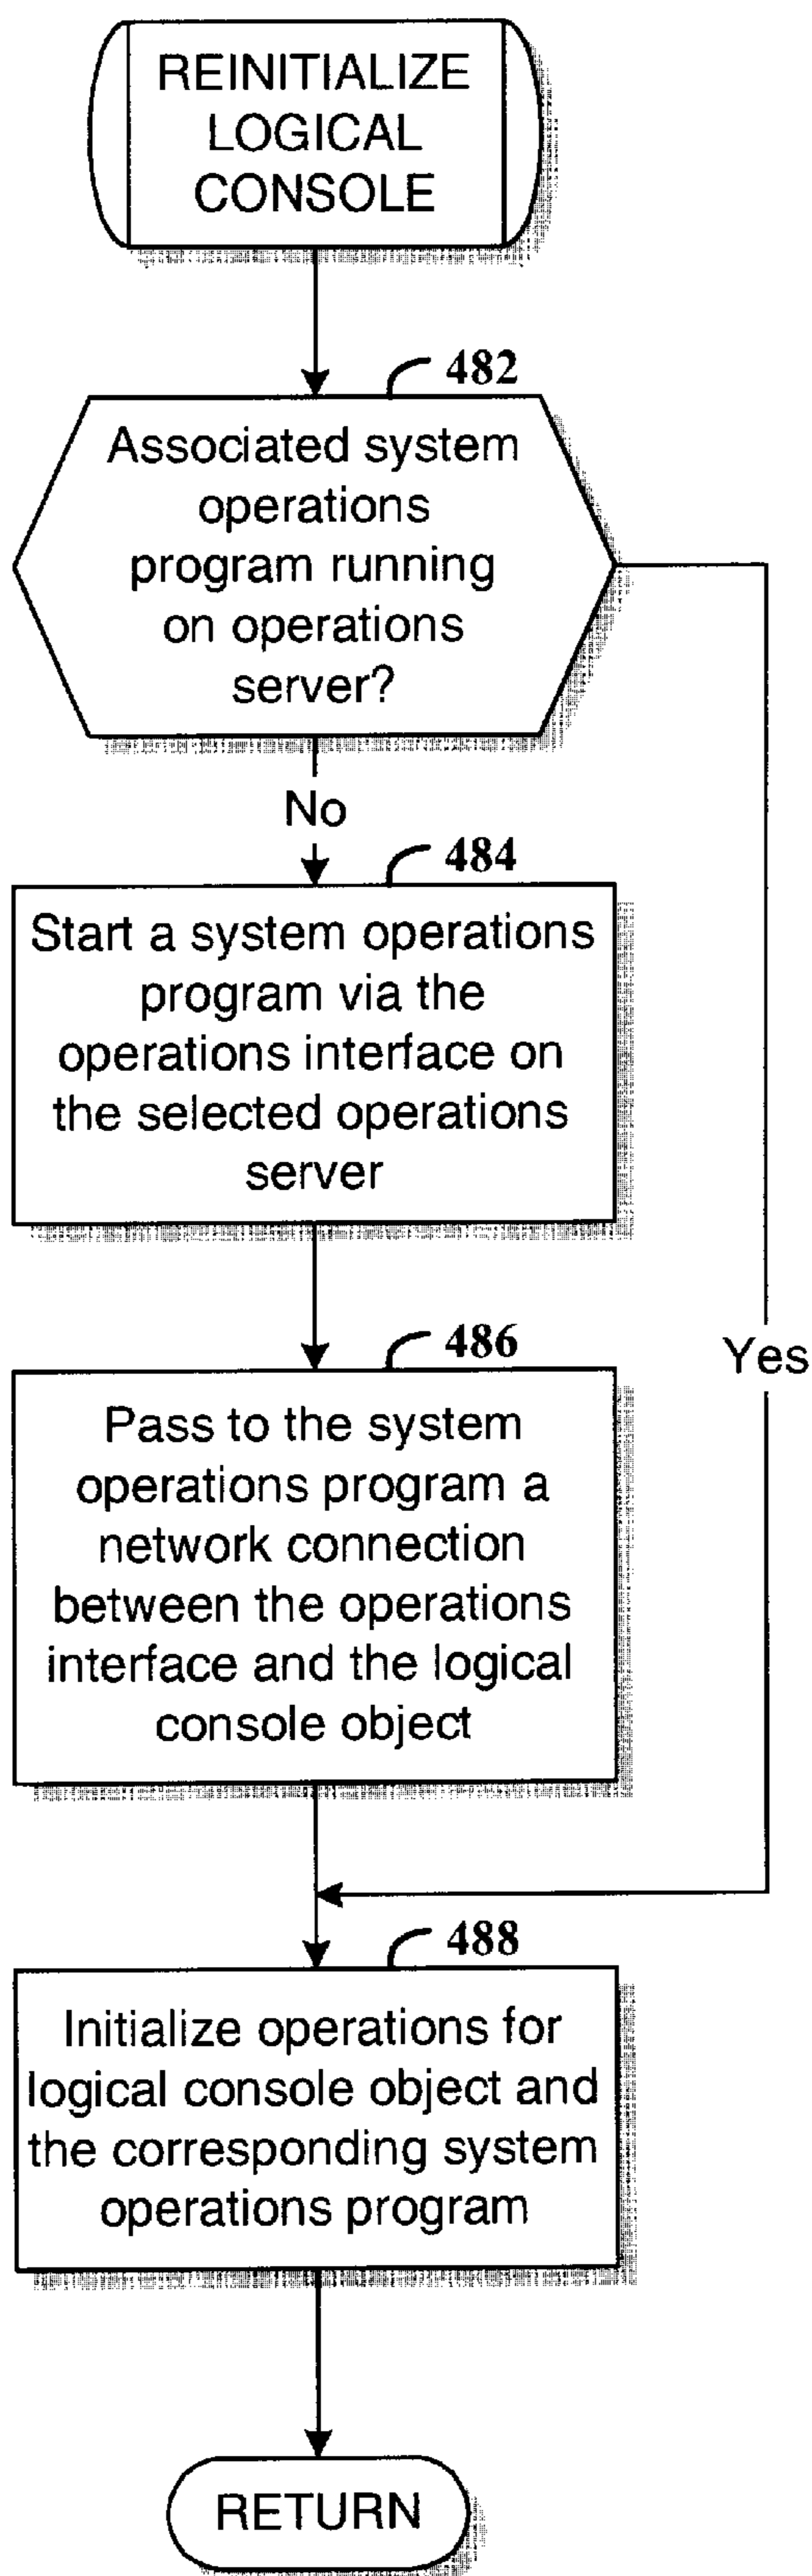 REINITIALIZE
LOGICAL
CONSOLE
482
Associated system
operations
program running
on operations
server?
No
484
Start a system operations
program via the
operations interface on
the selected operations
server
486
Yes
Pass to the system
operations program a
network connection
between the operations
interface and the logical
console object
488
Initialize operations for
logical console object and
the corresponding system
operations program
RETURN